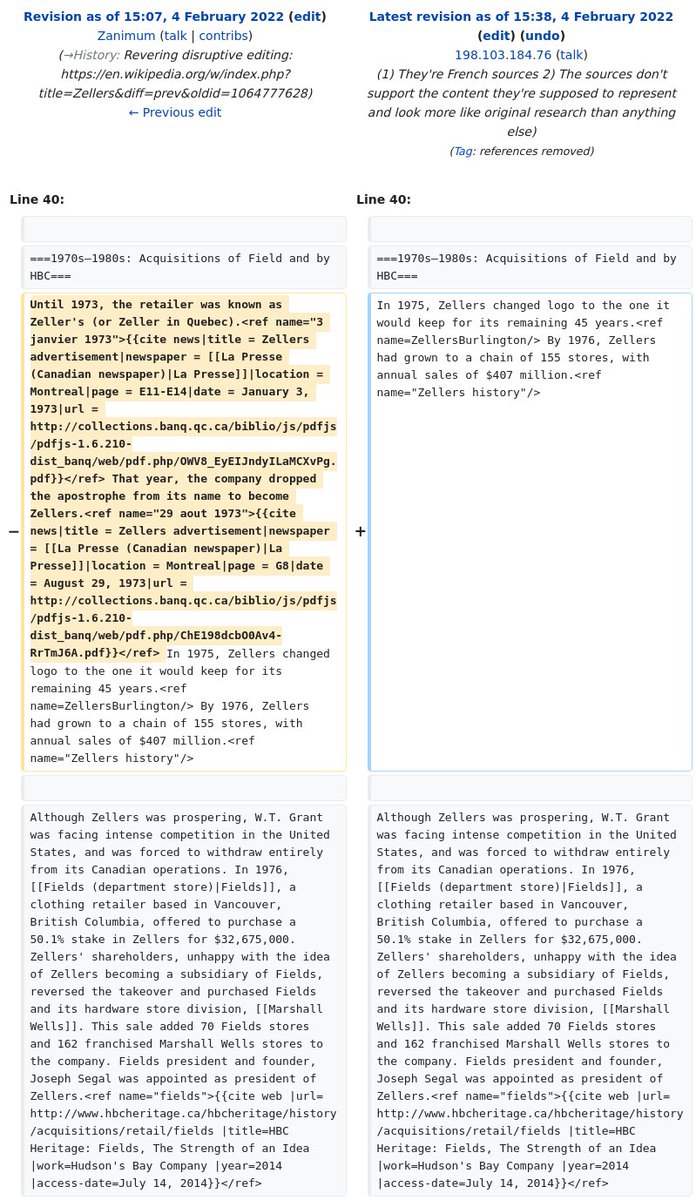 Revision as of 15:07, 4 February 2022 (edit)
Zanimum (talk | contribs)
(→History: Revering disruptive editing:
https://en.wikipedia.org/w/index.php?
title=Zellers&diff=prev&oldid=1064777628)
← Previous edit
Latest revision as of 15:38, 4 February 2022
(edit) (undo)
198.103.184.76 (talk)
(1) They're French sources 2) The sources don't
support the content they're supposed to represent
and look more like original research than anything
else)
(Tag: references removed)
Line 40:
Line 40:
===1970s–1980s: Acquisitions of Field and by
HBC===
===1970s–1980s: Acquisitions of Field and by
HBC===
−
Until 1973, the retailer was known as
Zeller's (or Zeller in Quebec).<ref name="3
janvier 1973">{{cite news|title = Zellers
advertisement|newspaper = [[La Presse
(Canadian newspaper)|La Presse]]|location =
Montreal|page = E11-E14|date = January 3,
1973|url =
http://collections.banq.qc.ca/biblio/js/pdfjs
/pdfjs-1.6.210-
dist_banq/web/pdf.php/OWV8_EyEIJndyILaMCXvPg.
pdf}}</ref> That year, the company dropped
the apostrophe from its name to become
Zellers.<ref name="29 aout 1973">{{cite
news|title = Zellers advertisement|newspaper
= [[La Presse (Canadian newspaper)|La
Presse]]|location = Montreal|page = G8|date
= August 29, 1973|url =
http://collections.banq.qc.ca/biblio/js/pdfjs
/pdfjs-1.6.210-
dist_banq/web/pdf.php/ChE198dcbO0Av4-
RrTmJ6A.pdf}}</ref> In 1975, Zellers changed
logo to the one it would keep for its
remaining 45 years.<ref
name=ZellersBurlington/> By 1976, Zellers
had grown to a chain of 155 stores, with
annual sales of $407 million.<ref
name="Zellers history"/>
+
In 1975, Zellers changed logo to the one it
would keep for its remaining 45 years.<ref
name=ZellersBurlington/> By 1976, Zellers
had grown to a chain of 155 stores, with
annual sales of $407 million.<ref
name="Zellers history"/>
Although Zellers was prospering, W.T. Grant
was facing intense competition in the United
States, and was forced to withdraw entirely
from its Canadian operations. In 1976,
[[Fields (department store)|Fields]], a
clothing retailer based in Vancouver,
British Columbia, offered to purchase a
50.1% stake in Zellers for $32,675,000.
Zellers' shareholders, unhappy with the idea
of Zellers becoming a subsidiary of Fields,
reversed the takeover and purchased Fields
and its hardware store division, [[Marshall
Wells]]. This sale added 70 Fields stores
and 162 franchised Marshall Wells stores to
the company. Fields president and founder,
Joseph Segal was appointed as president of
Zellers.<ref name="fields">{{cite web |url=
http://www.hbcheritage.ca/hbcheritage/history
/acquisitions/retail/fields |title=HBC
Heritage: Fields, The Strength of an Idea
|work=Hudson's Bay Company |year=2014
|access-date=July 14, 2014}}</ref>
Although Zellers was prospering, W.T. Grant
was facing intense competition in the United
States, and was forced to withdraw entirely
from its Canadian operations. In 1976,
[[Fields (department store)|Fields]], a
clothing retailer based in Vancouver,
British Columbia, offered to purchase a
50.1% stake in Zellers for $32,675,000.
Zellers' shareholders, unhappy with the idea
of Zellers becoming a subsidiary of Fields,
reversed the takeover and purchased Fields
and its hardware store division, [[Marshall
Wells]]. This sale added 70 Fields stores
and 162 franchised Marshall Wells stores to
the company. Fields president and founder,
Joseph Segal was appointed as president of
Zellers.<ref name="fields">{{cite web |url=
http://www.hbcheritage.ca/hbcheritage/history
/acquisitions/retail/fields |title=HBC
Heritage: Fields, The Strength of an Idea
|work=Hudson's Bay Company |year=2014
|access-date=July 14, 2014}}</ref>